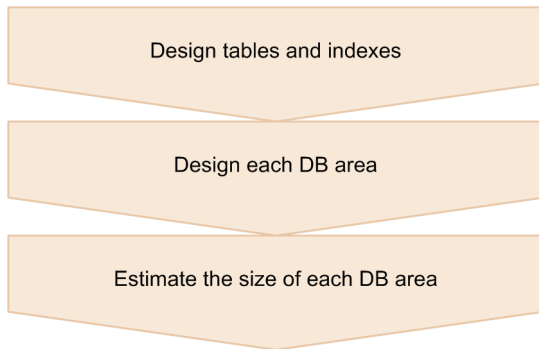 Design tables and indexes
Design each DB area
Estimate the size of each DB area